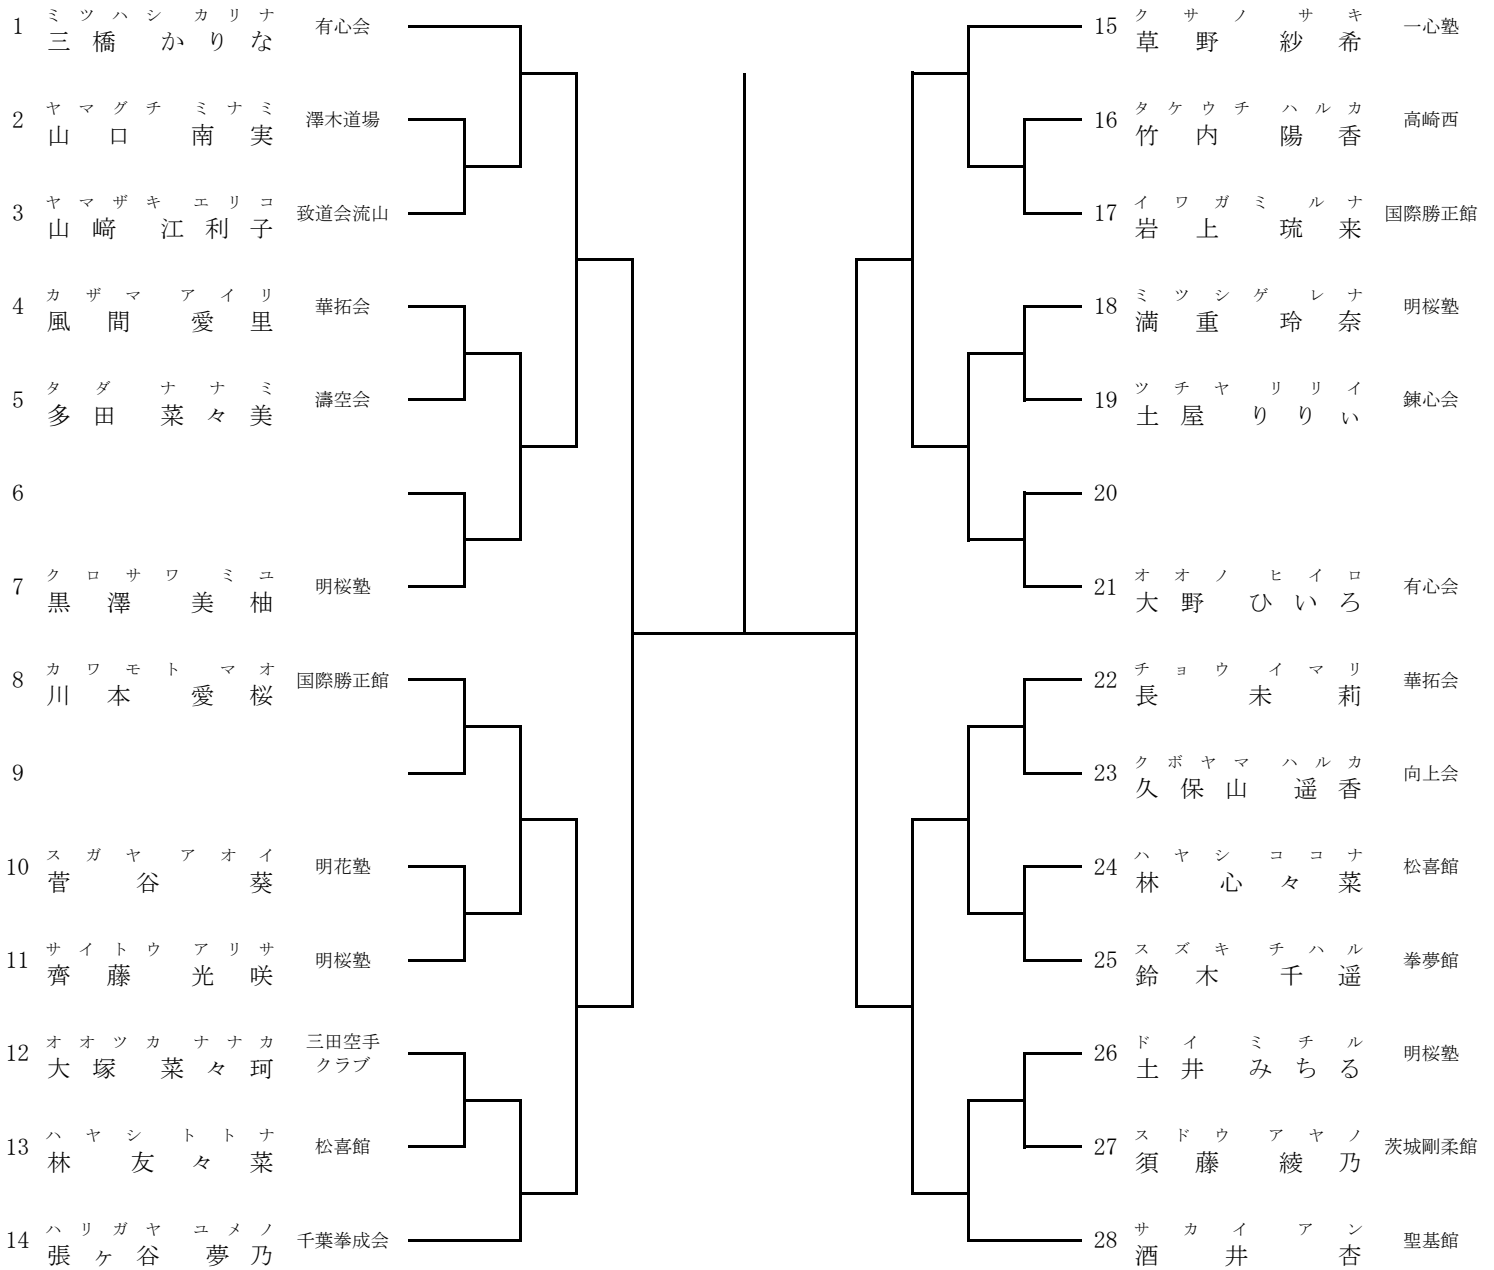 ミツハシ カリナ
1 三橋 かりな 有心会
ヤマグチ ミナミ
2 山口 南実 澤木道場
ヤマザキ エリコ
3 山﨑 江利子 致道会流山
カザマ アイリ
4 風間 愛里 華拓会
タダ ナナミ
5 多田 菜々美 濤空会
6
クロサワ ミユ
7 黒澤 美柚 明桜塾
カワモト マオ
8 川本 愛桜 国際勝正館
9
スガヤ アオイ
10 菅谷 葵 明花塾
サイトウ アリサ
11 齊藤 光咲 明桜塾
オオツカ ナナカ 三田空手
12 大塚 菜々珂 クラブ
ハヤシ トトナ
13 林 友々菜 松喜館
ハリガヤ ユメノ
14 張ヶ谷 夢乃 千葉拳成会
クサノ サキ
15 草野 紗希 一心塾
タケウチ ハルカ
16 竹内 陽香 高崎西
イワガミ ルナ
17 岩上 琉来 国際勝正館
ミツシゲ レナ
18 満重 玲奈 明桜塾
ツチヤ リリイ
19 土屋 りりぃ 錬心会
20
オオノ ヒイロ
21 大野 ひいろ 有心会
チョウ イマリ
22 長 未莉 華拓会
クボヤマ ハルカ
23 久保山 遥香 向上会
ハヤシ ココナ
24 林 心々菜 松喜館
スズキ チハル
25 鈴木 千遥 拳夢館
ドイ ミチル
26 土井 みちる 明桜塾
スドウ アヤノ
27 須藤 綾乃 茨城剛柔館
サカイ アン
28 酒井 杏 聖基館